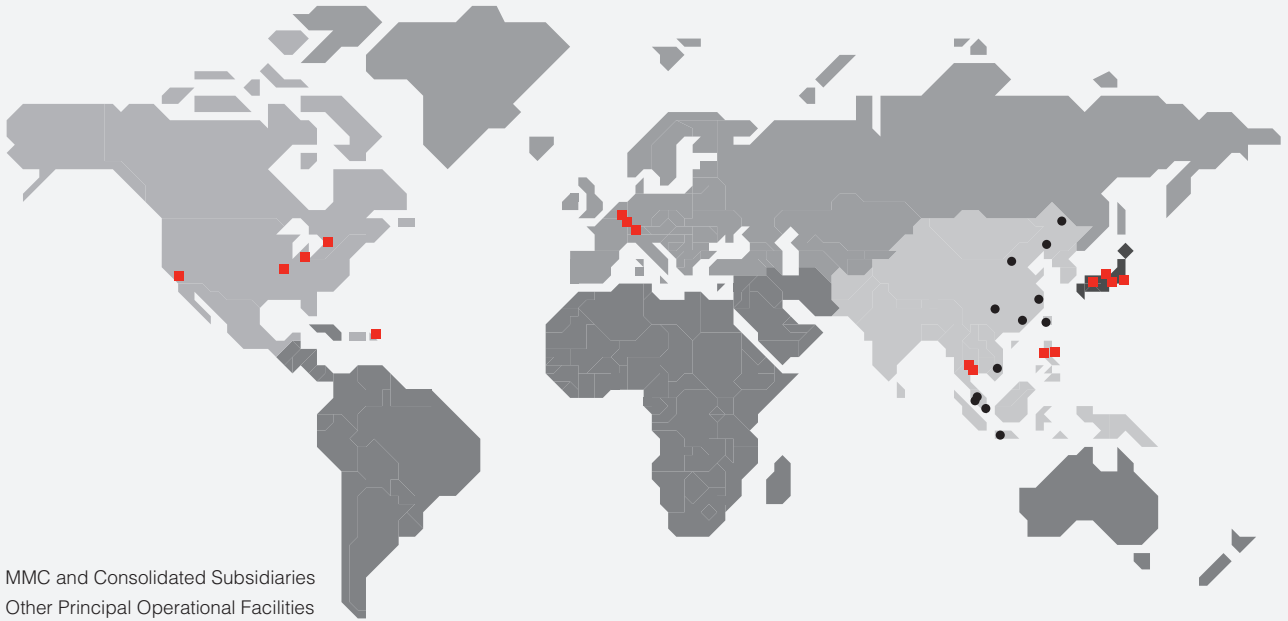 MMC and Consolidated Subsidiaries
Other Principal Operational Facilities